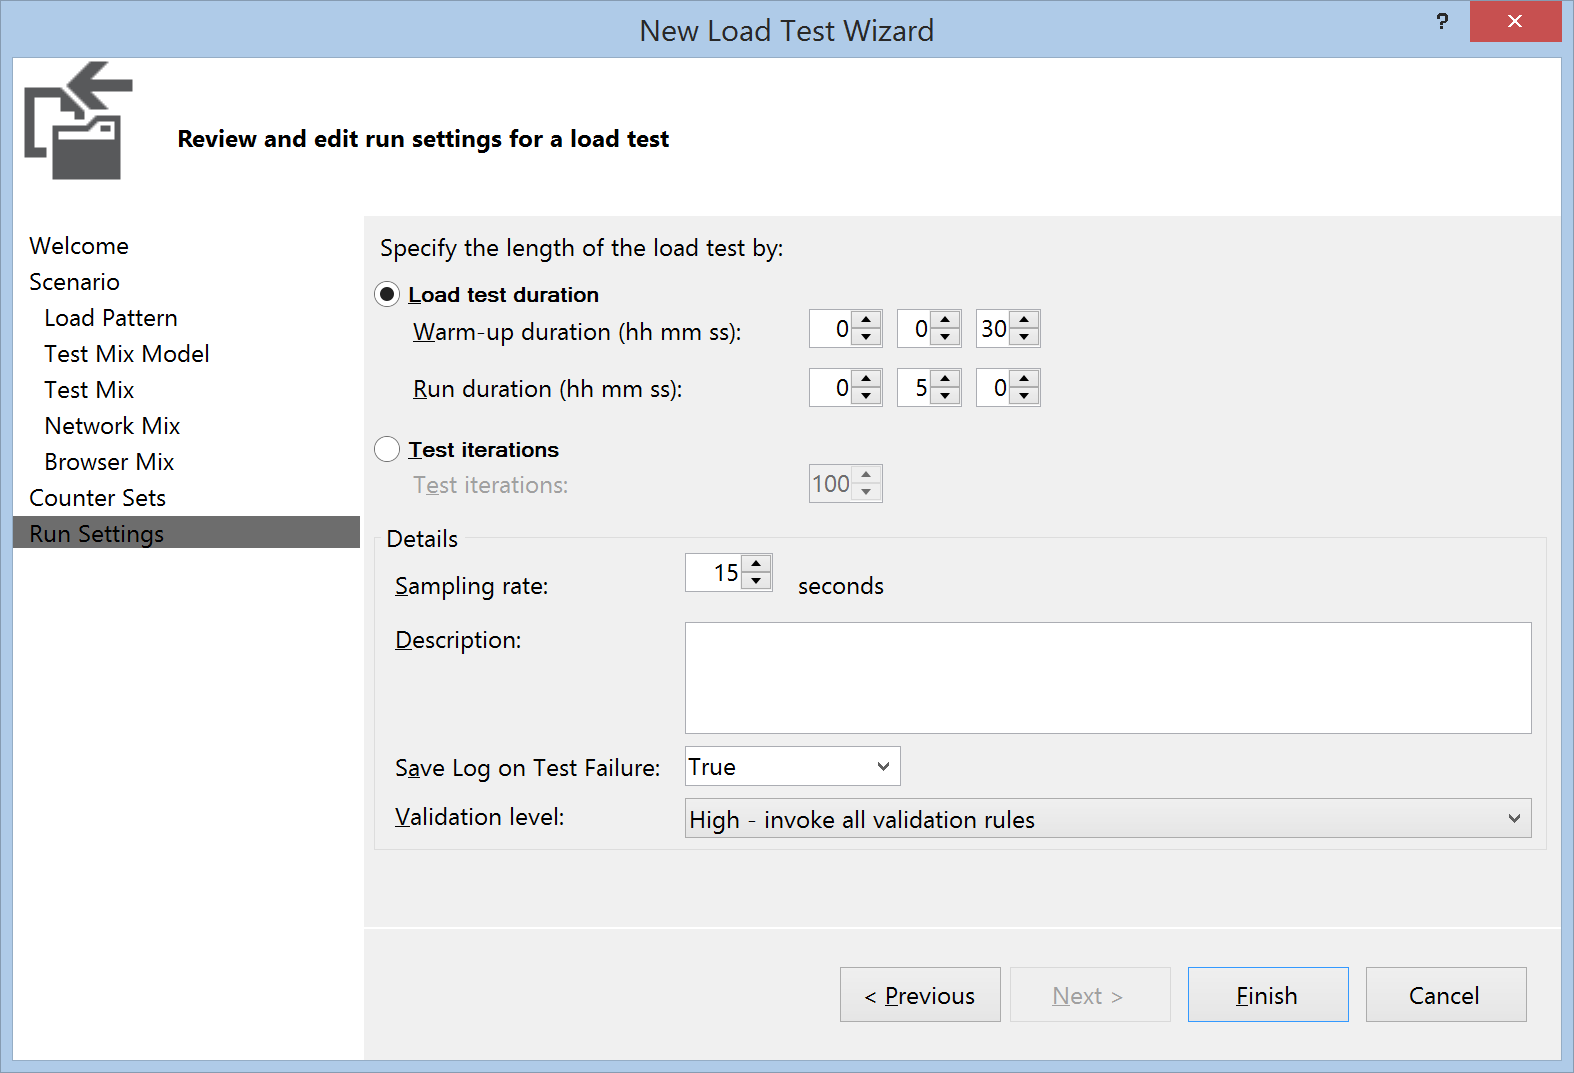 New Load Test Wizard
?
Review and edit run settings for a load test
Welcome
Scenario
Load Pattern
Test Mix Model
Test Mix
Network Mix
Browser Mix
Counter Sets
Run Settings
Specify the length of the load test by:
Load test duration
Warm-up duration (hh mm ss): 0 0 30
Run duration (hh mm ss): 0 5 0
Test iterations
Test iterations: 100
Details
Sampling rate: 15 seconds
Description:
Save Log on Test Failure: True
Validation level: High - invoke all validation rules
< Previous Next > Finish Cancel